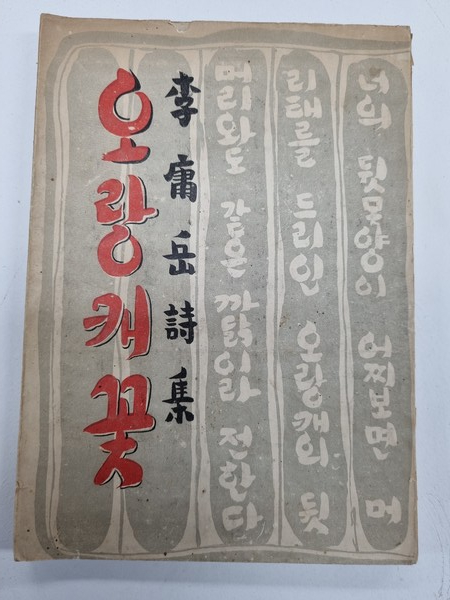 너의 뒷모양이 어찌보면 머
리태를 드리인 오랑캐의 뒷
머리와도 같은 까닭이라 전한다
李庸岳詩集
오랑캐꽃